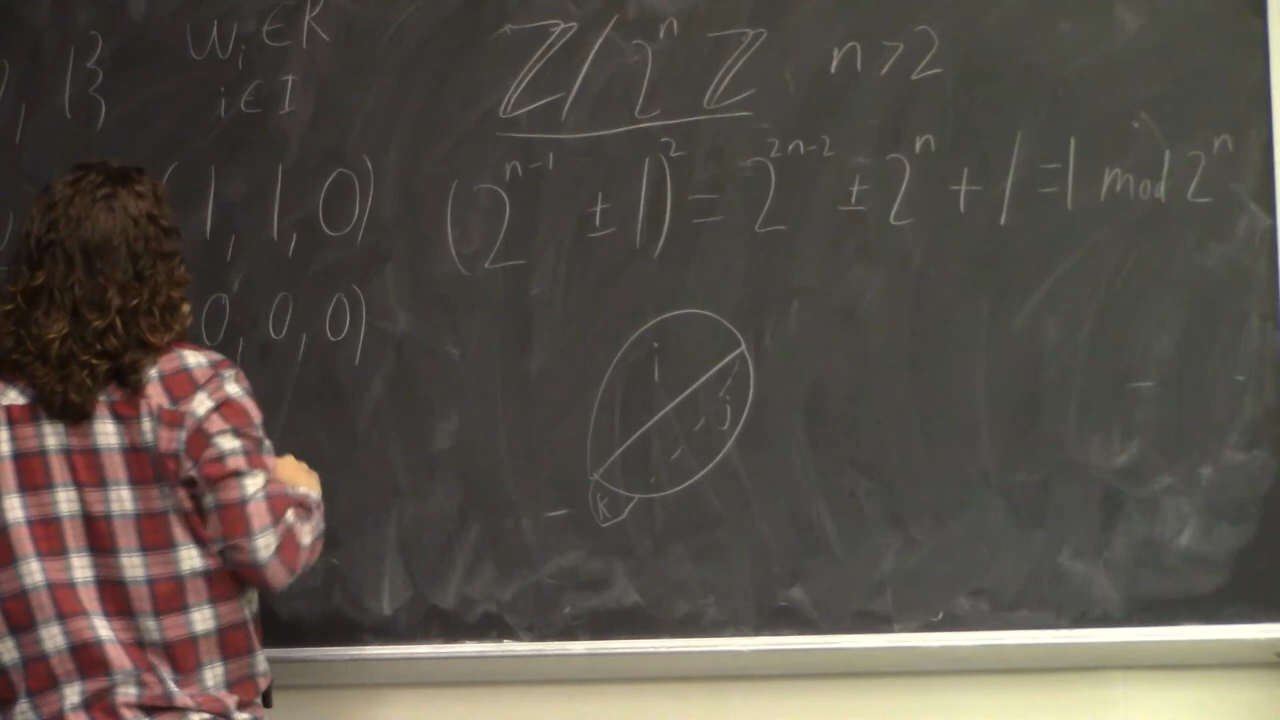 , 1}
Wᵢ ∈ K
i ∈ I
1, 1, 0)
0, 0, 0)
ℤ/2ⁿℤ n > 2
(2ⁿ⁻¹ ± 1)² = 2²ⁿ⁻² ± 2ⁿ + 1 = 1 mod 2ⁿ
i
j
k